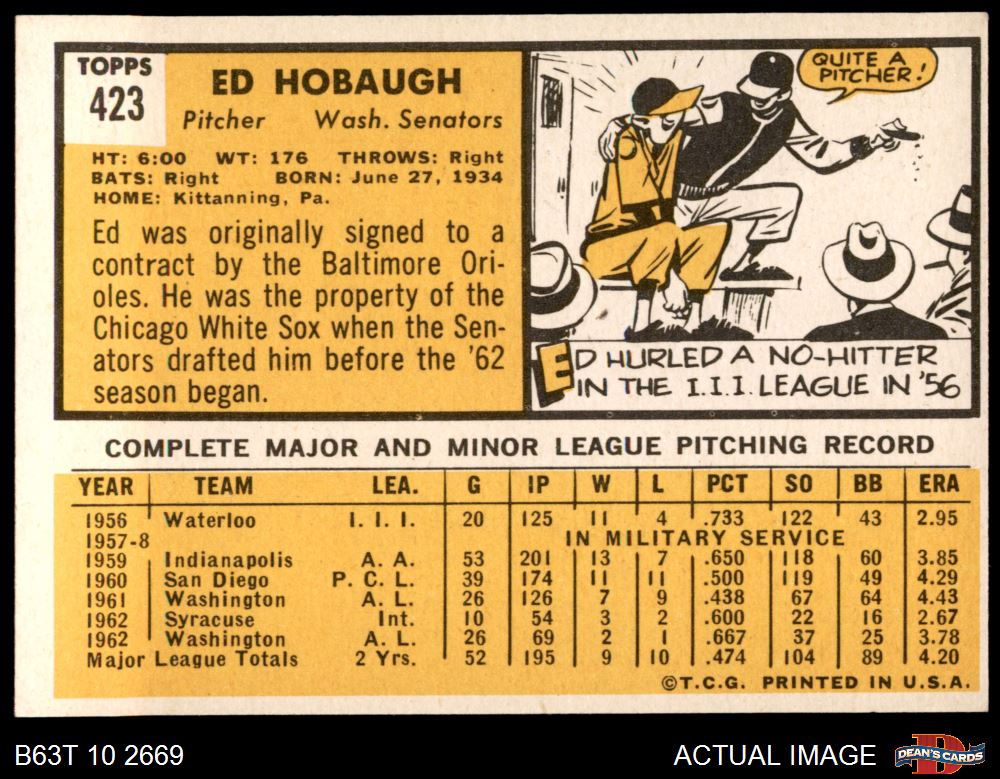 TOPPS
423
ED HOBAUGH
Pitcher Wash. Senators
HT: 6:00 WT: 176 THROWS: Right
BATS: Right BORN: June 27, 1934
HOME: Kittanning, Pa.
Ed was originally signed to a
contract by the Baltimore Ori-
oles. He was the property of the
Chicago White Sox when the Sen-
ators drafted him before the '62
season began.
QUITE A
PITCHER!
ED HURLED A NO-HITTER
IN THE I.I.I. LEAGUE IN '56
COMPLETE MAJOR AND MINOR LEAGUE PITCHING RECORD
YEAR TEAM LEA. G IP W L PCT SO BB ERA
1956 Waterloo I. I. I. 20 125 11 4 .733 122 43 2.95
1957-8 IN MILITARY SERVICE
1959 Indianapolis A. A. 53 201 13 7 .650 118 60 3.85
1960 San Diego P. C. L. 39 174 11 11 .500 119 49 4.29
1961 Washington A. L. 26 126 7 9 .438 67 64 4.43
1962 Syracuse Int. 10 54 3 2 .600 22 16 2.67
1962 Washington A. L. 26 69 2 1 .667 37 25 3.78
Major League Totals 2 Yrs. 52 195 9 10 .474 104 89 4.20
©T.C.G. PRINTED IN U.S.A.
B63T 10 2669 ACTUAL IMAGE
DEAN'S CARDS